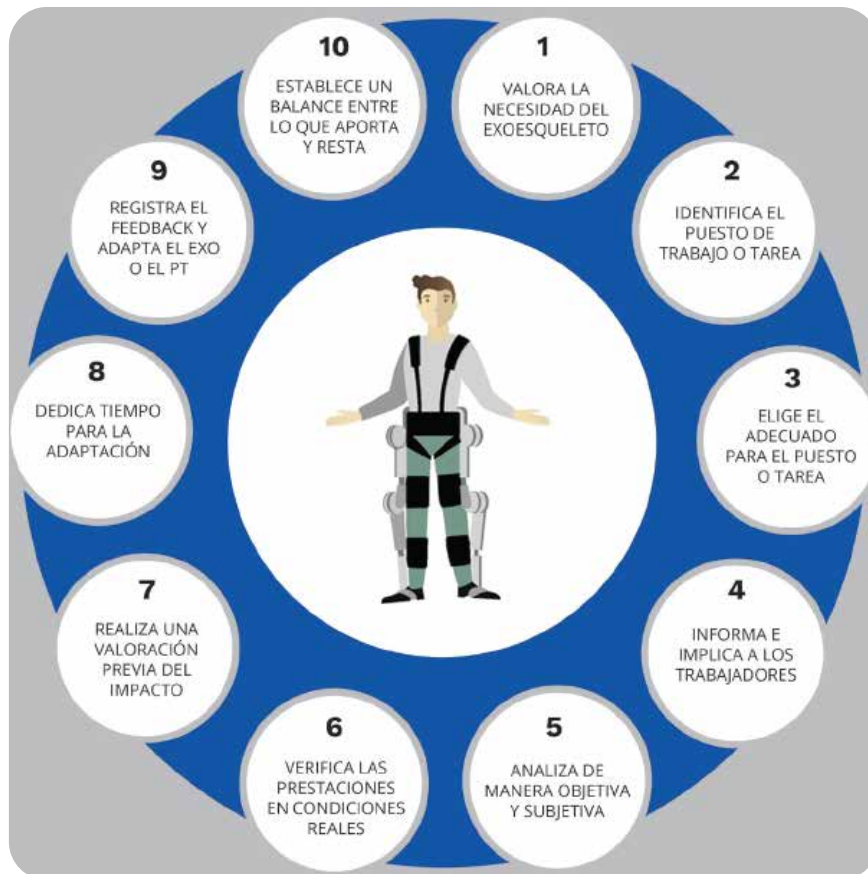 1
VALORA LA
NECESIDAD DEL
EXOESQUELETO
2
IDENTIFICA EL
PUESTO DE
TRABAJO O TAREA
3
ELIGE EL
ADECUADO
PARA EL PUESTO
O TAREA
4
INFORMA E
IMPLICA A LOS
TRABAJADORES
5
ANALIZA DE
MANERA OBJETIVA
Y SUBJETIVA
6
VERIFICA LAS
PRESTACIONES
EN CONDICIONES
REALES
7
REALIZA UNA
VALORACIÓN
PREVIA DEL
IMPACTO
8
DEDICA TIEMPO
PARA LA
ADAPTACIÓN
9
REGISTRA EL
FEEDBACK Y
ADAPTA EL EXO
O EL PT
10
ESTABLECE UN
BALANCE ENTRE
LO QUE APORTA
Y RESTA